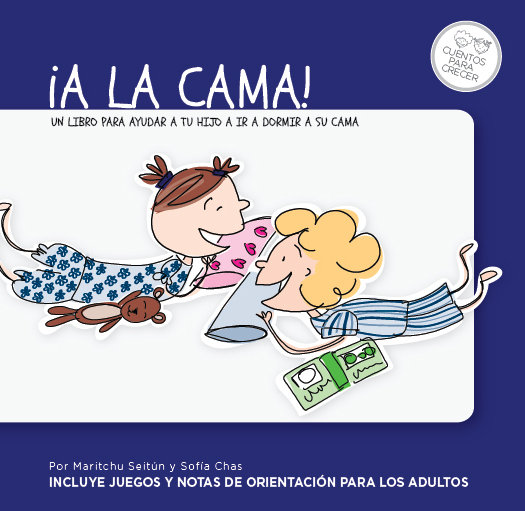 CUENTOS
PARA
CRECER
¡A LA CAMA!
UN LIBRO PARA AYUDAR A TU HIJO A IR A DORMIR A SU CAMA
Por Maritchu Seitún y Sofía Chas
INCLUYE JUEGOS Y NOTAS DE ORIENTACIÓN PARA LOS ADULTOS